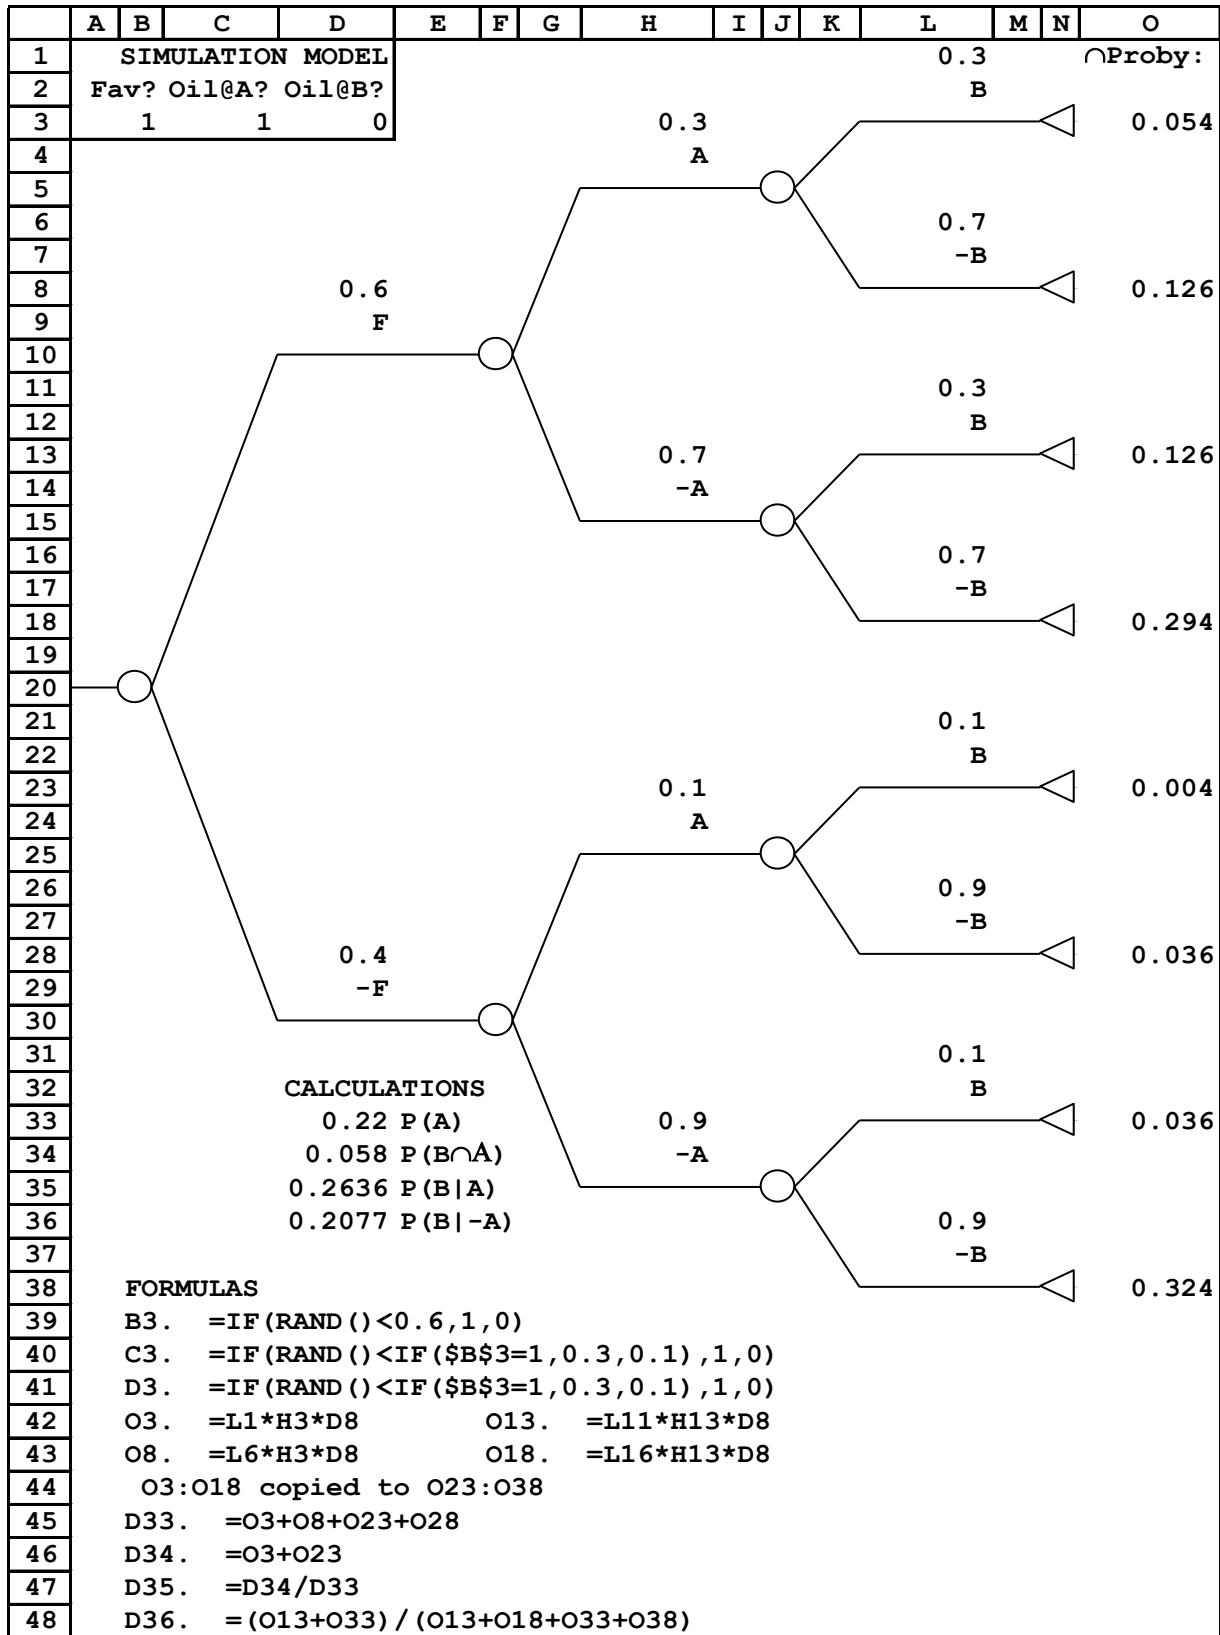 A B C D E F G H I J K L M N O
1 SIMULATION MODEL 0.3 ∩Proby:
2 Fav? Oil@A? Oil@B? B
3 1 1 0 0.3 0.054
4 A
5
6 0.7
7 -B
8 0.6 0.126
9 F
10
11 0.3
12 B
13 0.7 0.126
14 -A
15
16 0.7
17 -B
18 0.294
19
20
21 0.1
22 B
23 0.1 0.004
24 A
25
26 0.9
27 -B
28 0.4 0.036
29 -F
30
31 0.1
32 CALCULATIONS B
33 0.22 P(A) 0.9 0.036
34 0.058 P(B∩A) -A
35 0.2636 P(B|A)
36 0.2077 P(B|-A) 0.9
37 -B
38 FORMULAS 0.324
39 B3. =IF(RAND()<0.6,1,0)
40 C3. =IF(RAND()<IF($B$3=1,0.3,0.1),1,0)
41 D3. =IF(RAND()<IF($B$3=1,0.3,0.1),1,0)
42 O3. =L1*H3*D8 O13. =L11*H13*D8
43 O8. =L6*H3*D8 O18. =L16*H13*D8
44 O3:O18 copied to O23:O38
45 D33. =O3+O8+O23+O28
46 D34. =O3+O23
47 D35. =D34/D33
48 D36. =(O13+O33)/(O13+O18+O33+O38)